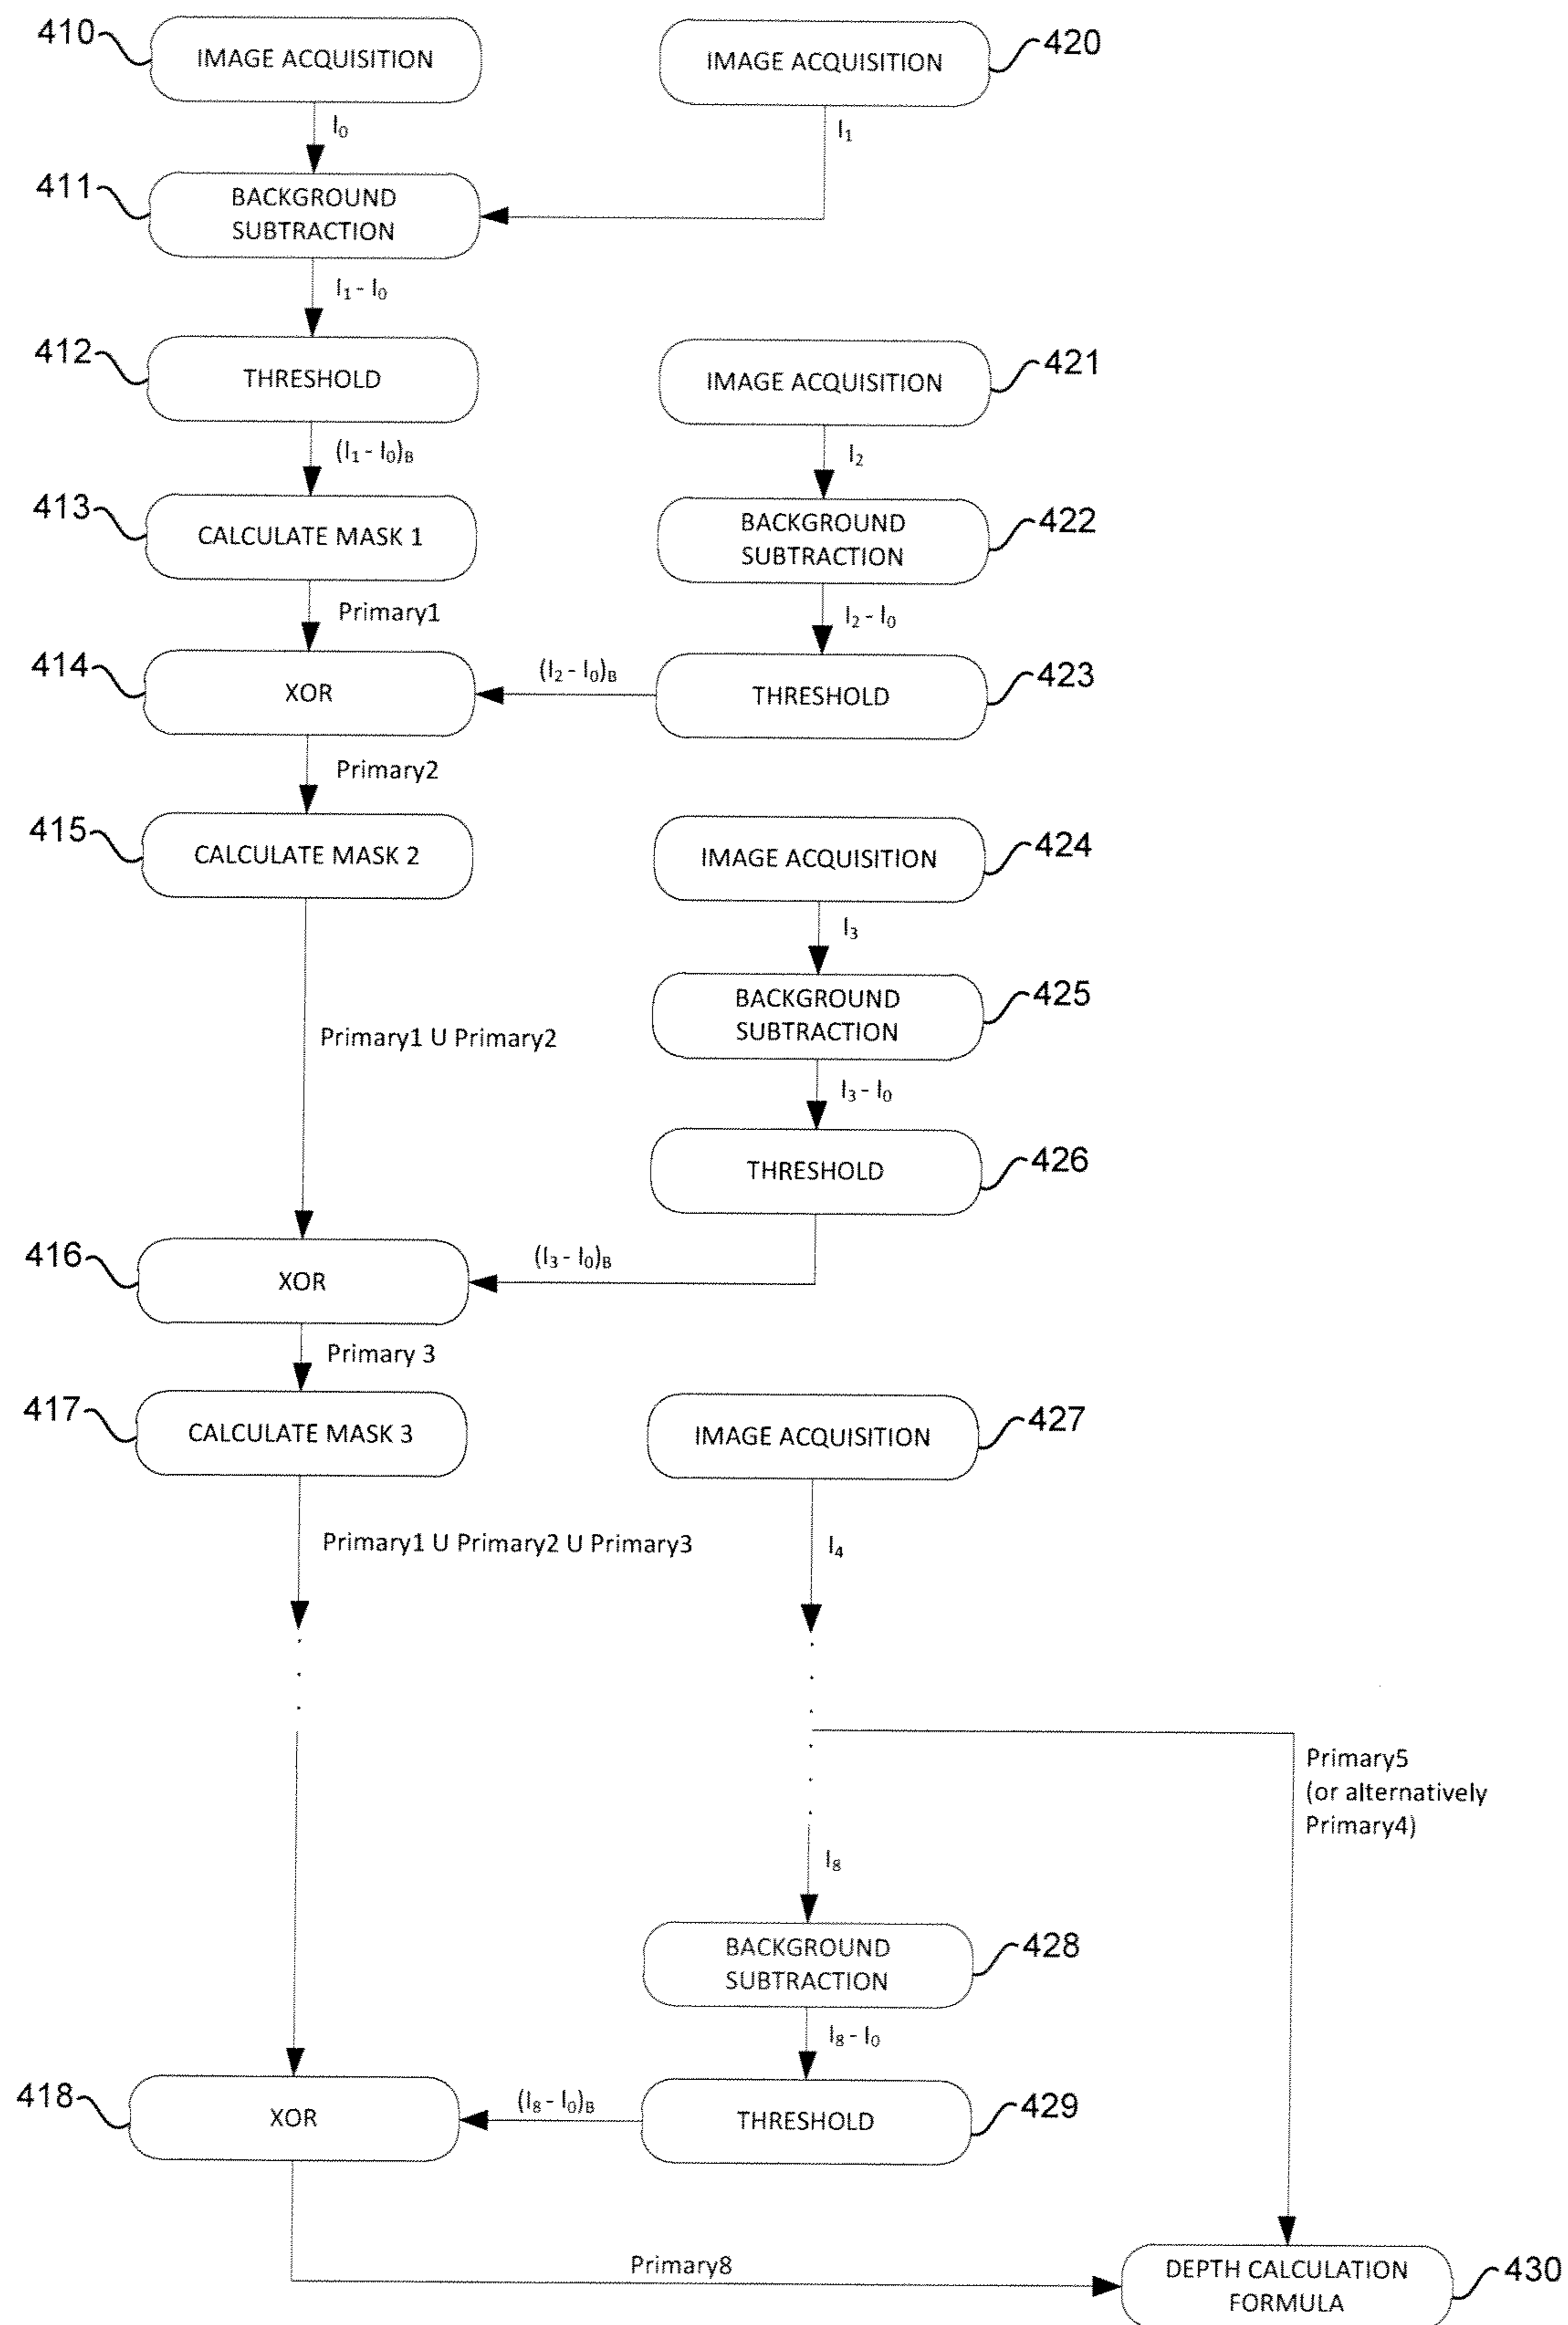 410
IMAGE ACQUISITION
IMAGE ACQUISITION
420
I₀
I₁
411
BACKGROUND
SUBTRACTION
I₁ - I₀
412
THRESHOLD
IMAGE ACQUISITION
421
(I₁ - I₀)B
I₂
413
CALCULATE MASK 1
BACKGROUND
SUBTRACTION
422
Primary1
I₂ - I₀
414
XOR
(I₂ - I₀)B
THRESHOLD
423
Primary2
415
CALCULATE MASK 2
IMAGE ACQUISITION
424
I₃
BACKGROUND
SUBTRACTION
425
Primary1 U Primary2
I₃ - I₀
THRESHOLD
426
416
XOR
(I₃ - I₀)B
Primary 3
417
CALCULATE MASK 3
IMAGE ACQUISITION
427
Primary1 U Primary2 U Primary3
I₄
Primary5
(or alternatively
Primary4)
I₈
BACKGROUND
SUBTRACTION
428
I₈ - I₀
418
XOR
(I₈ - I₀)B
THRESHOLD
429
Primary8
DEPTH CALCULATION
FORMULA
430